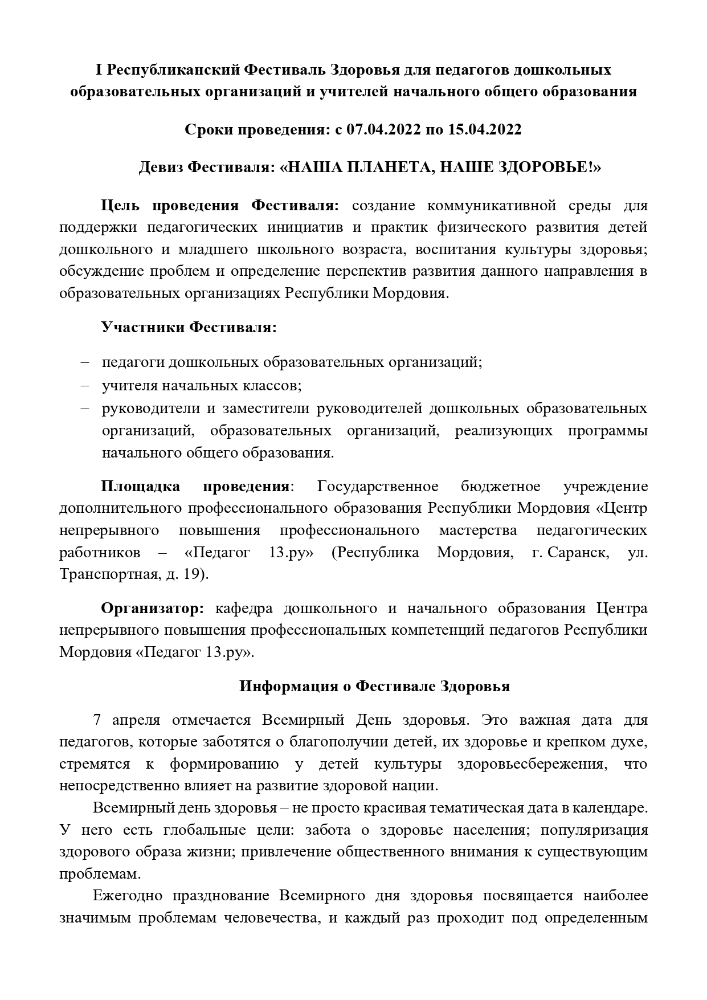 I Республиканский Фестиваль Здоровья для педагогов дошкольных
образовательных организаций и учителей начального общего образования
Сроки проведения: с 07.04.2022 по 15.04.2022
Девиз Фестиваля: «НАША ПЛАНЕТА, НАШЕ ЗДОРОВЬЕ!»
Цель проведения Фестиваля: создание коммуникативной среды для
поддержки педагогических инициатив и практик физического развития детей
дошкольного и младшего школьного возраста, воспитания культуры здоровья;
обсуждение проблем и определение перспектив развития данного направления в
образовательных организациях Республики Мордовия.
Участники Фестиваля:
– педагоги дошкольных образовательных организаций;
– учителя начальных классов;
– руководители и заместители руководителей дошкольных образовательных
организаций, образовательных организаций, реализующих программы
начального общего образования.
Площадка проведения: Государственное бюджетное учреждение
дополнительного профессионального образования Республики Мордовия «Центр
непрерывного повышения профессионального мастерства педагогических
работников – «Педагог 13.ру» (Республика Мордовия, г. Саранск, ул.
Транспортная, д. 19).
Организатор: кафедра дошкольного и начального образования Центра
непрерывного повышения профессиональных компетенций педагогов Республики
Мордовия «Педагог 13.ру».
Информация о Фестивале Здоровья
7 апреля отмечается Всемирный День здоровья. Это важная дата для
педагогов, которые заботятся о благополучии детей, их здоровье и крепком духе,
стремятся к формированию у детей культуры здоровьесбережения, что
непосредственно влияет на развитие здоровой нации.
Всемирный день здоровья – не просто красивая тематическая дата в календаре.
У него есть глобальные цели: забота о здоровье населения; популяризация
здорового образа жизни; привлечение общественного внимания к существующим
проблемам.
Ежегодно празднование Всемирного дня здоровья посвящается наиболее
значимым проблемам человечества, и каждый раз проходит под определенным